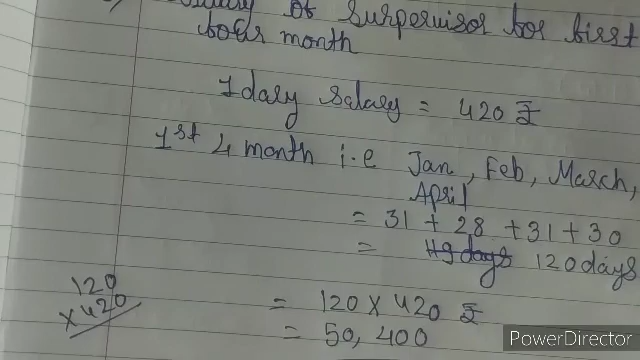 of Surpervisor for first
four month
1 day salary = 420 ₹
1st 4 month i.e Jan, Feb, March,
April
= 31 + 28 + 31 + 30
= 119 days 120 days
120
× 420
= 120 × 420 ₹
= 50,400
PowerDirector